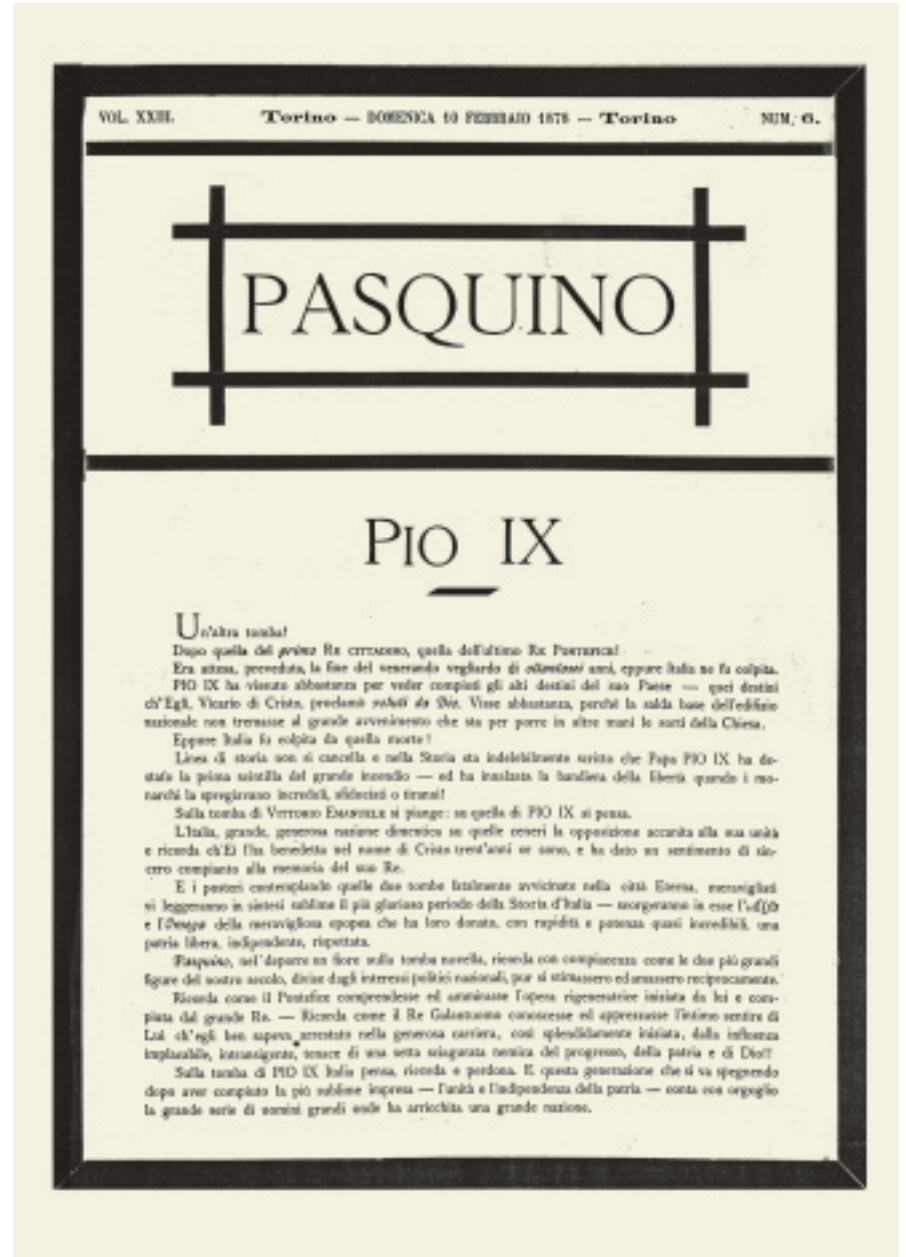 VOL. XXIII. Torino — DOMENICA 10 FEBBRAIO 1878 — Torino NUM. 6.
PASQUINO
PIO IX
Un'altra tomba!
Dopo quella del primo RE CITTADINO, quella dell'ultimo RE PONTEFICE!
Era attesa, preveduta, la fine del venerando vegliardo di ottantasei anni, eppure Italia ne fu colpita.
PIO IX ha vissuto abbastanza per veder compiuti gli alti destini del suo Paese — quei destini
ch'Egli, Vicario di Cristo, proclamò voluti da Dio. Visse abbastanza, perchè la salda base dell'edifizio
nazionale non tremasse al grande avvenimento che sta per porre in altre mani le sorti della Chiesa.
Eppure Italia fu colpita da quella morte!
Linea di storia non si cancella e nella Storia sta indelebilmente scritto che Papa PIO IX ha de-
stato la prima scintilla del grande incendio — ed ha innalzata la bandiera della libertà quando i mo-
narchi la spregiavano increduli, sfiduciati o tiranni!
Sulla tomba di VITTORIO EMANUELE si piange: su quella di PIO IX si pensa.
L'Italia, grande, generosa nazione dimentica su quelle ceneri la opposizione accanita alla sua unità
e ricorda ch'Ei l'ha benedetta nel nome di Cristo trent'anni or sono, e ha dato un sentimento di sin-
cero compianto alla memoria del suo Re.
E i posteri contemplando quelle due tombe fatalmente avvicinate nella città Eterna, meravigliati
vi leggeranno in sintesi sublime il più glorioso periodo della Storia d'Italia — scorgeranno in esse l'alfa
e l'Omega della meravigliosa epopea che ha loro donata, con rapidità e potenza quasi incredibili, una
patria libera, indipendente, rispettata.
Pasquino, nel deporre un fiore sulla tomba novella, ricorda con compiacenza come le due più grandi
figure del nostro secolo, divise dagli interessi politici nazionali, pur si stimassero ed amassero reciprocamente.
Ricorda come il Pontefice comprendesse ed ammirasse l'opera rigeneratrice iniziata da lui e com-
piuta dal grande Re. — Ricorda come il Re Galantuomo conoscesse ed apprezzasse l'intimo sentire di
Lui ch'egli ben sapeva arrestato nella generosa carriera, così splendidamente iniziata, dalla influenza
implacabile, intransigente, tenace di una setta sciagurata nemica del progresso, della patria e di Dio!!
Sulla tomba di PIO IX Italia pensa, ricorda e perdona. E questa generazione che si va spegnendo
dopo aver compiuto la più sublime impresa — l'unità e l'indipendenza della patria — conta con orgoglio
la grande serie di uomini grandi onde ha arricchita una grande nazione.